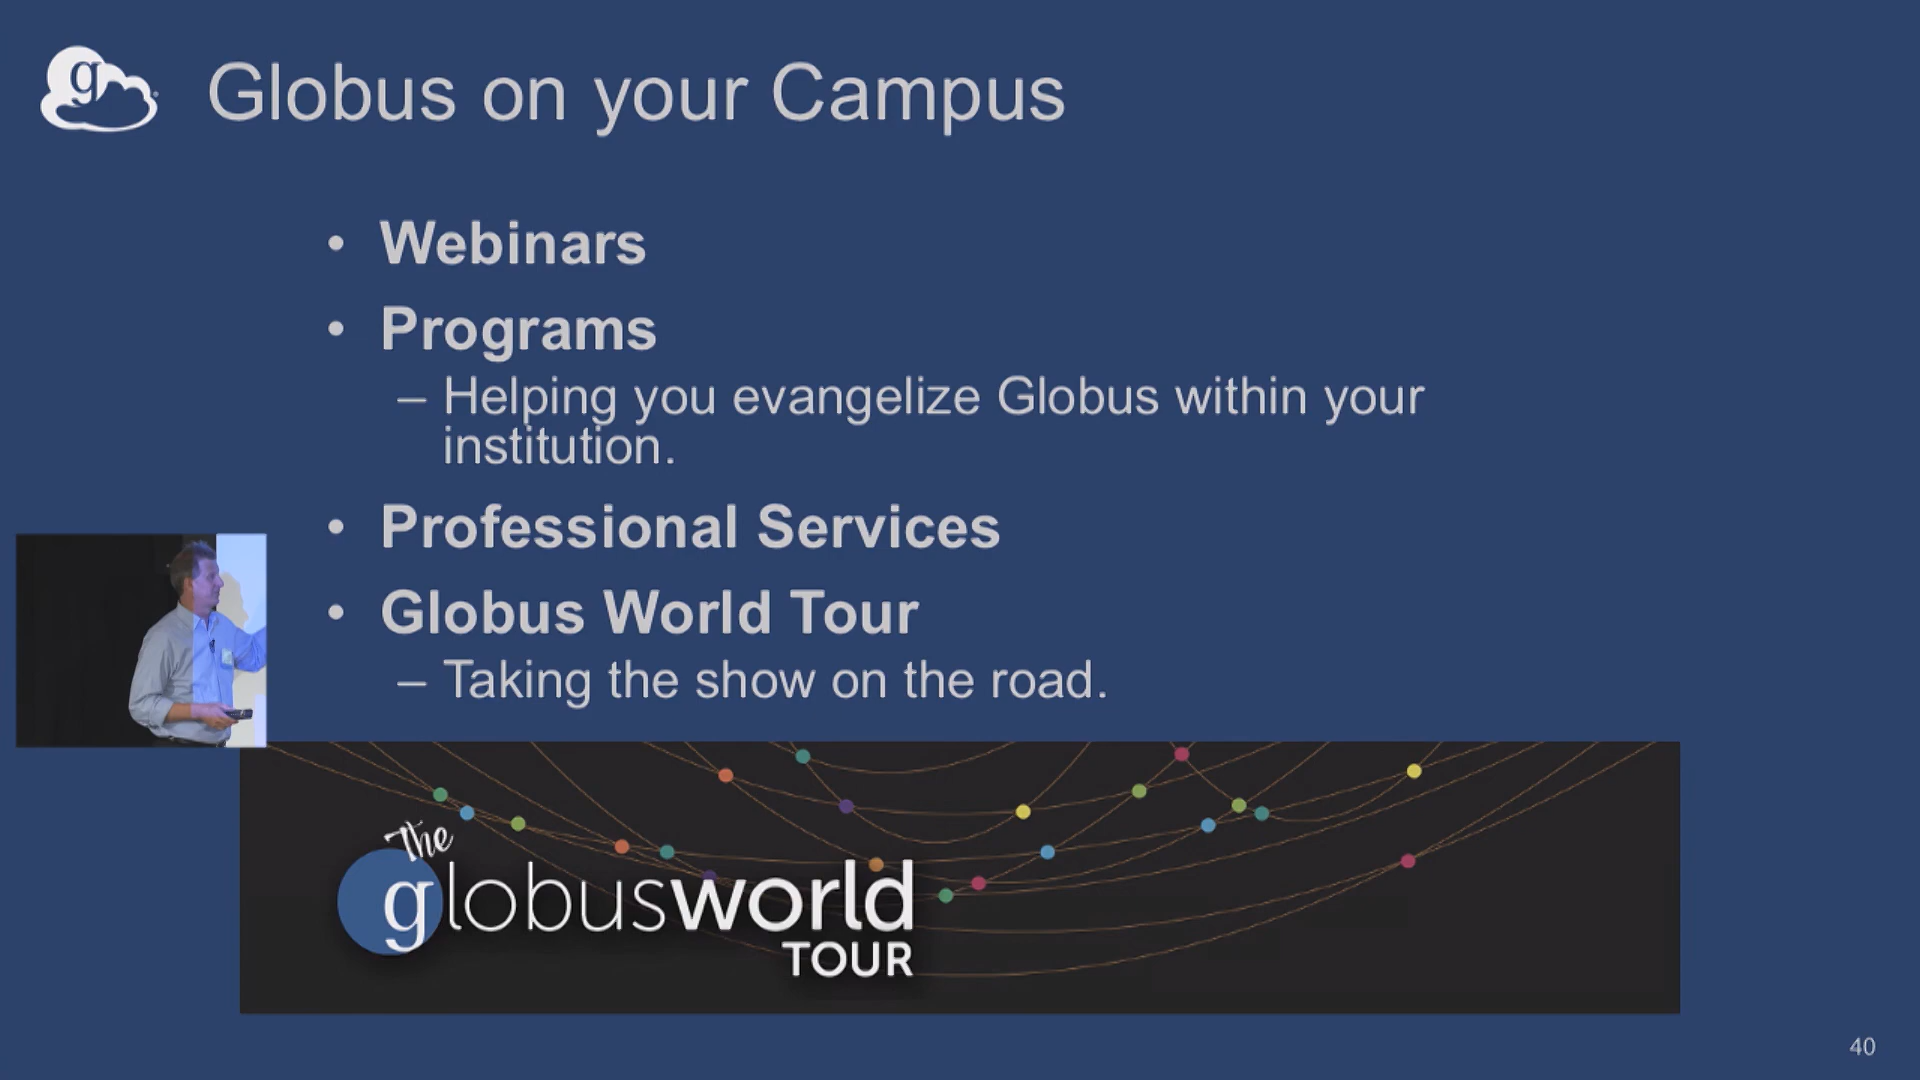 g
Globus on your Campus
• Webinars
• Programs
– Helping you evangelize Globus within your
institution.
• Professional Services
• Globus World Tour
– Taking the show on the road.
The
globusworld
TOUR
40